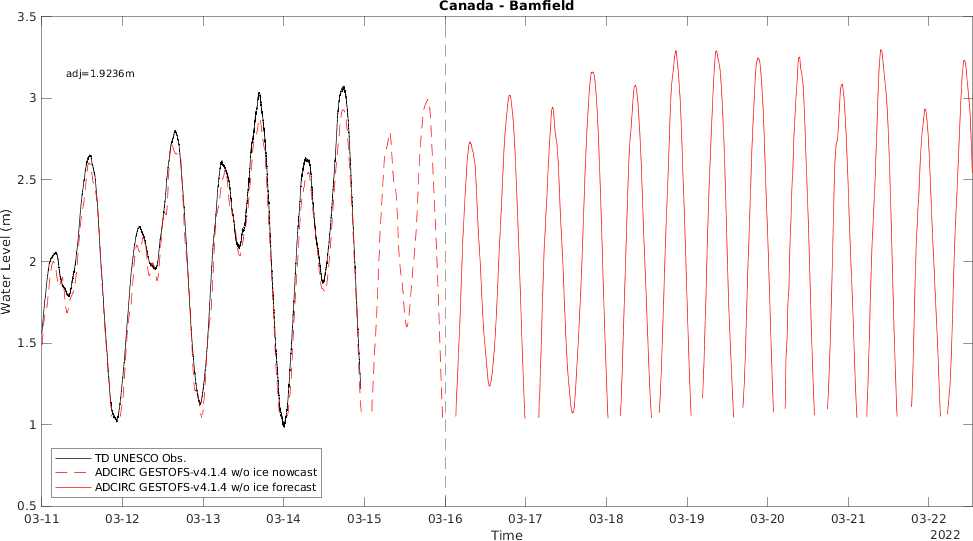 Canada - Bamfield
3.5
adj=1.9236m
3
2.5
2
1.5
1
0.5
Water Level (m)
TD UNESCO Obs.
ADCIRC GESTOFS-v4.1.4 w/o ice nowcast
ADCIRC GESTOFS-v4.1.4 w/o ice forecast
03-11 03-12 03-13 03-14 03-15 03-16 03-17 03-18 03-19 03-20 03-21 03-22
Time
2022